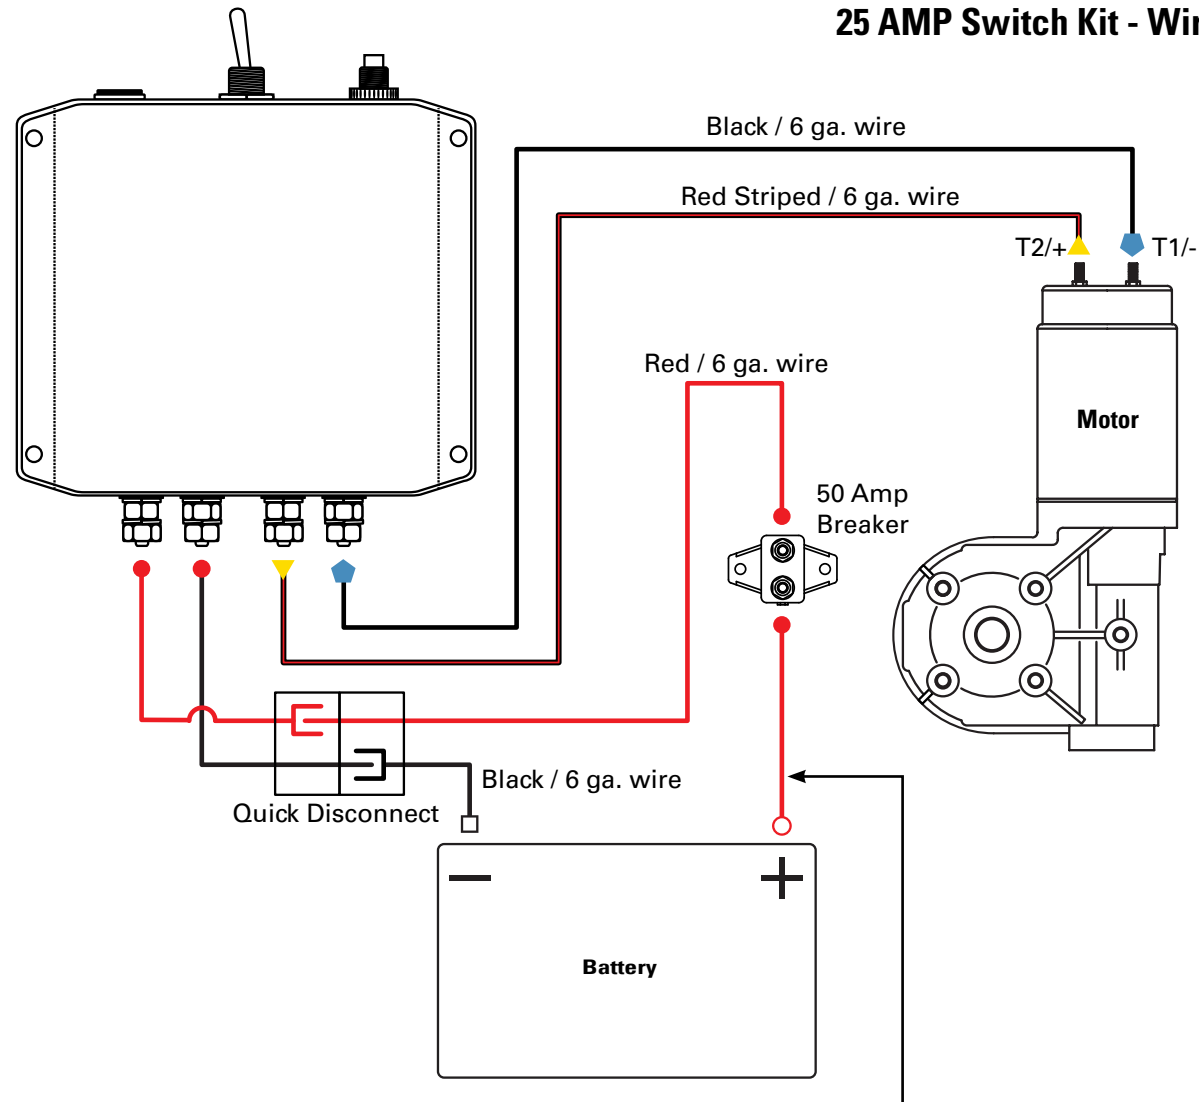 25 AMP Switch Kit -
Black / 6 ga. wire
Red Striped / 6 ga. wire
T2/+
T1/-
Red / 6 ga. wire
Motor
50 Amp
Breaker
Black / 6 ga. wire
Quick Disconnect
Battery